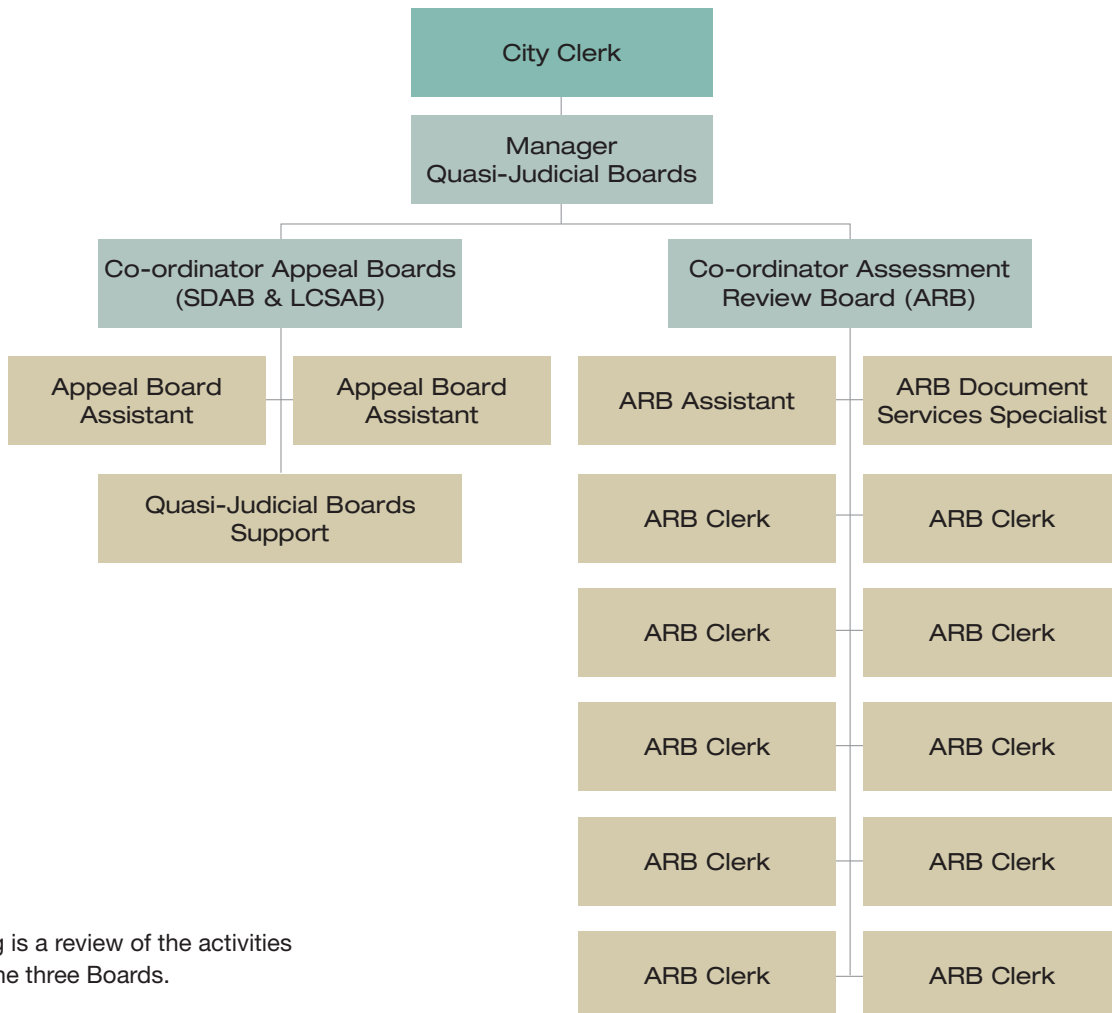 City Clerk
Manager
Quasi-Judicial Boards
Co-ordinator Appeal Boards
(SDAB & LCSAB)
Co-ordinator Assessment
Review Board (ARB)
Appeal Board
Assistant
Appeal Board
Assistant
ARB Assistant
ARB Document
Services Specialist
Quasi-Judicial Boards
Support
ARB Clerk
ARB Clerk
ARB Clerk
ARB Clerk
ARB Clerk
ARB Clerk
ARB Clerk
ARB Clerk
ARB Clerk
ARB Clerk
is a review of the activities
three Boards.